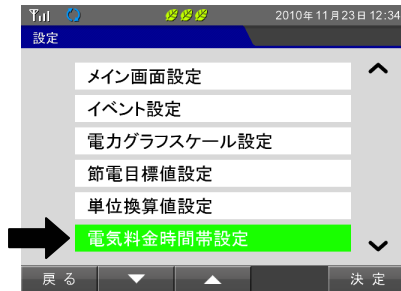 2010年11月23日 12:34
設定
メイン画面設定
イベント設定
電力グラフスケール設定
節電目標値設定
単位換算値設定
電気料金時間帯設定
戻る ▼ ▲ 決定